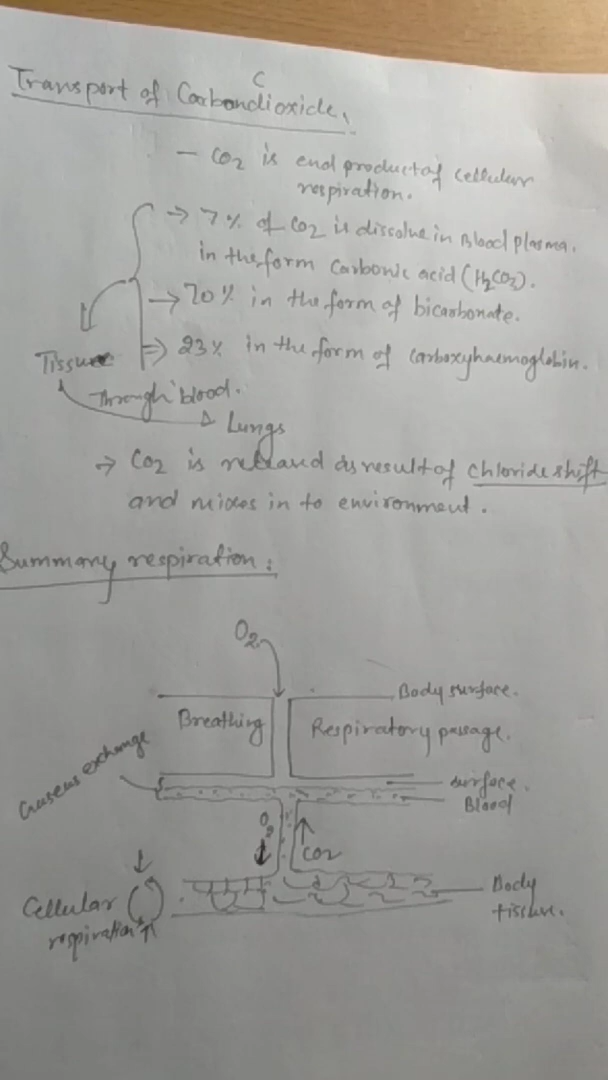 C
Transport of Carbondioxide,
- CO2 is end product of cellular
respiration.
→ 7% of CO2 is dissolve in Blood plasma.
in the form Carbonic acid (H2CO3).
→ 70% in the form of bicarbonate.
Tissue ⇒ 23% in the form of Carboxyhaemoglobin.
Through blood.
Lungs
→ CO2 is as result of chloride shift
and mixes in to environment.
Summary respiration :
O2
Body surface.
Breathing Respiratory passage.
Gaseus exchange
surface.
Blood
O2 CO2
Cellular Body
respiration tissue.